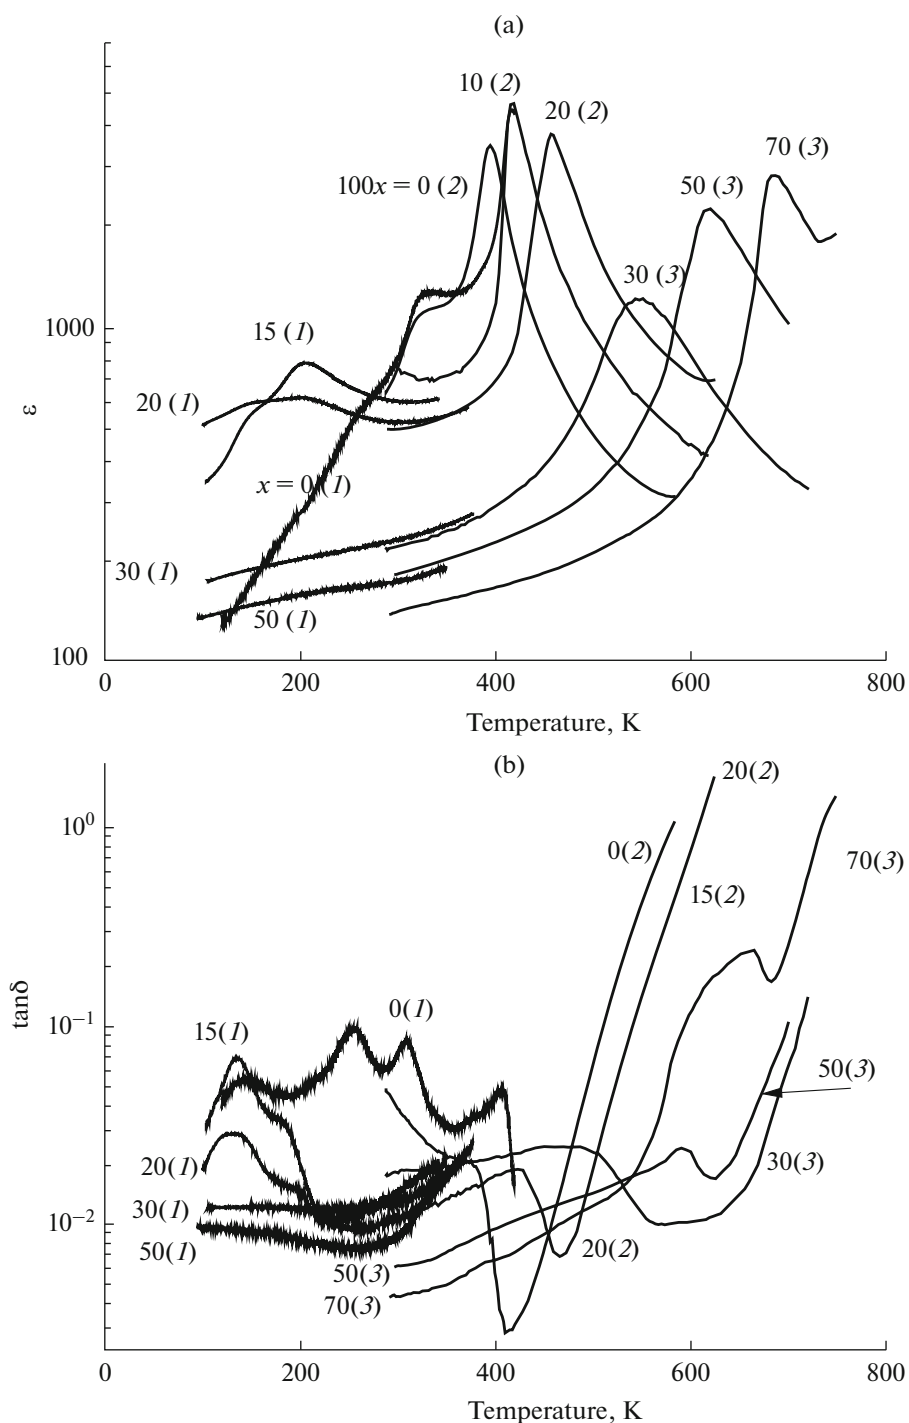 (a)
10 (2)
20 (2)
70 (3)
100x = 0 (2)
50 (3)
30 (3)
1000
15 (1)
20 (1)
ε
x = 0 (1)
30 (1)
50 (1)
100
0 200 400 600 800
Temperature, K
(b)
20(2)
10^0
0(2)
70(3)
15(2)
tanδ
10^−1
15(1)
0(1)
50(3)
20(1)
30(3)
30(1)
10^−2
50(1)
20(2)
50(3)
70(3)
0 200 400 600 800
Temperature, K